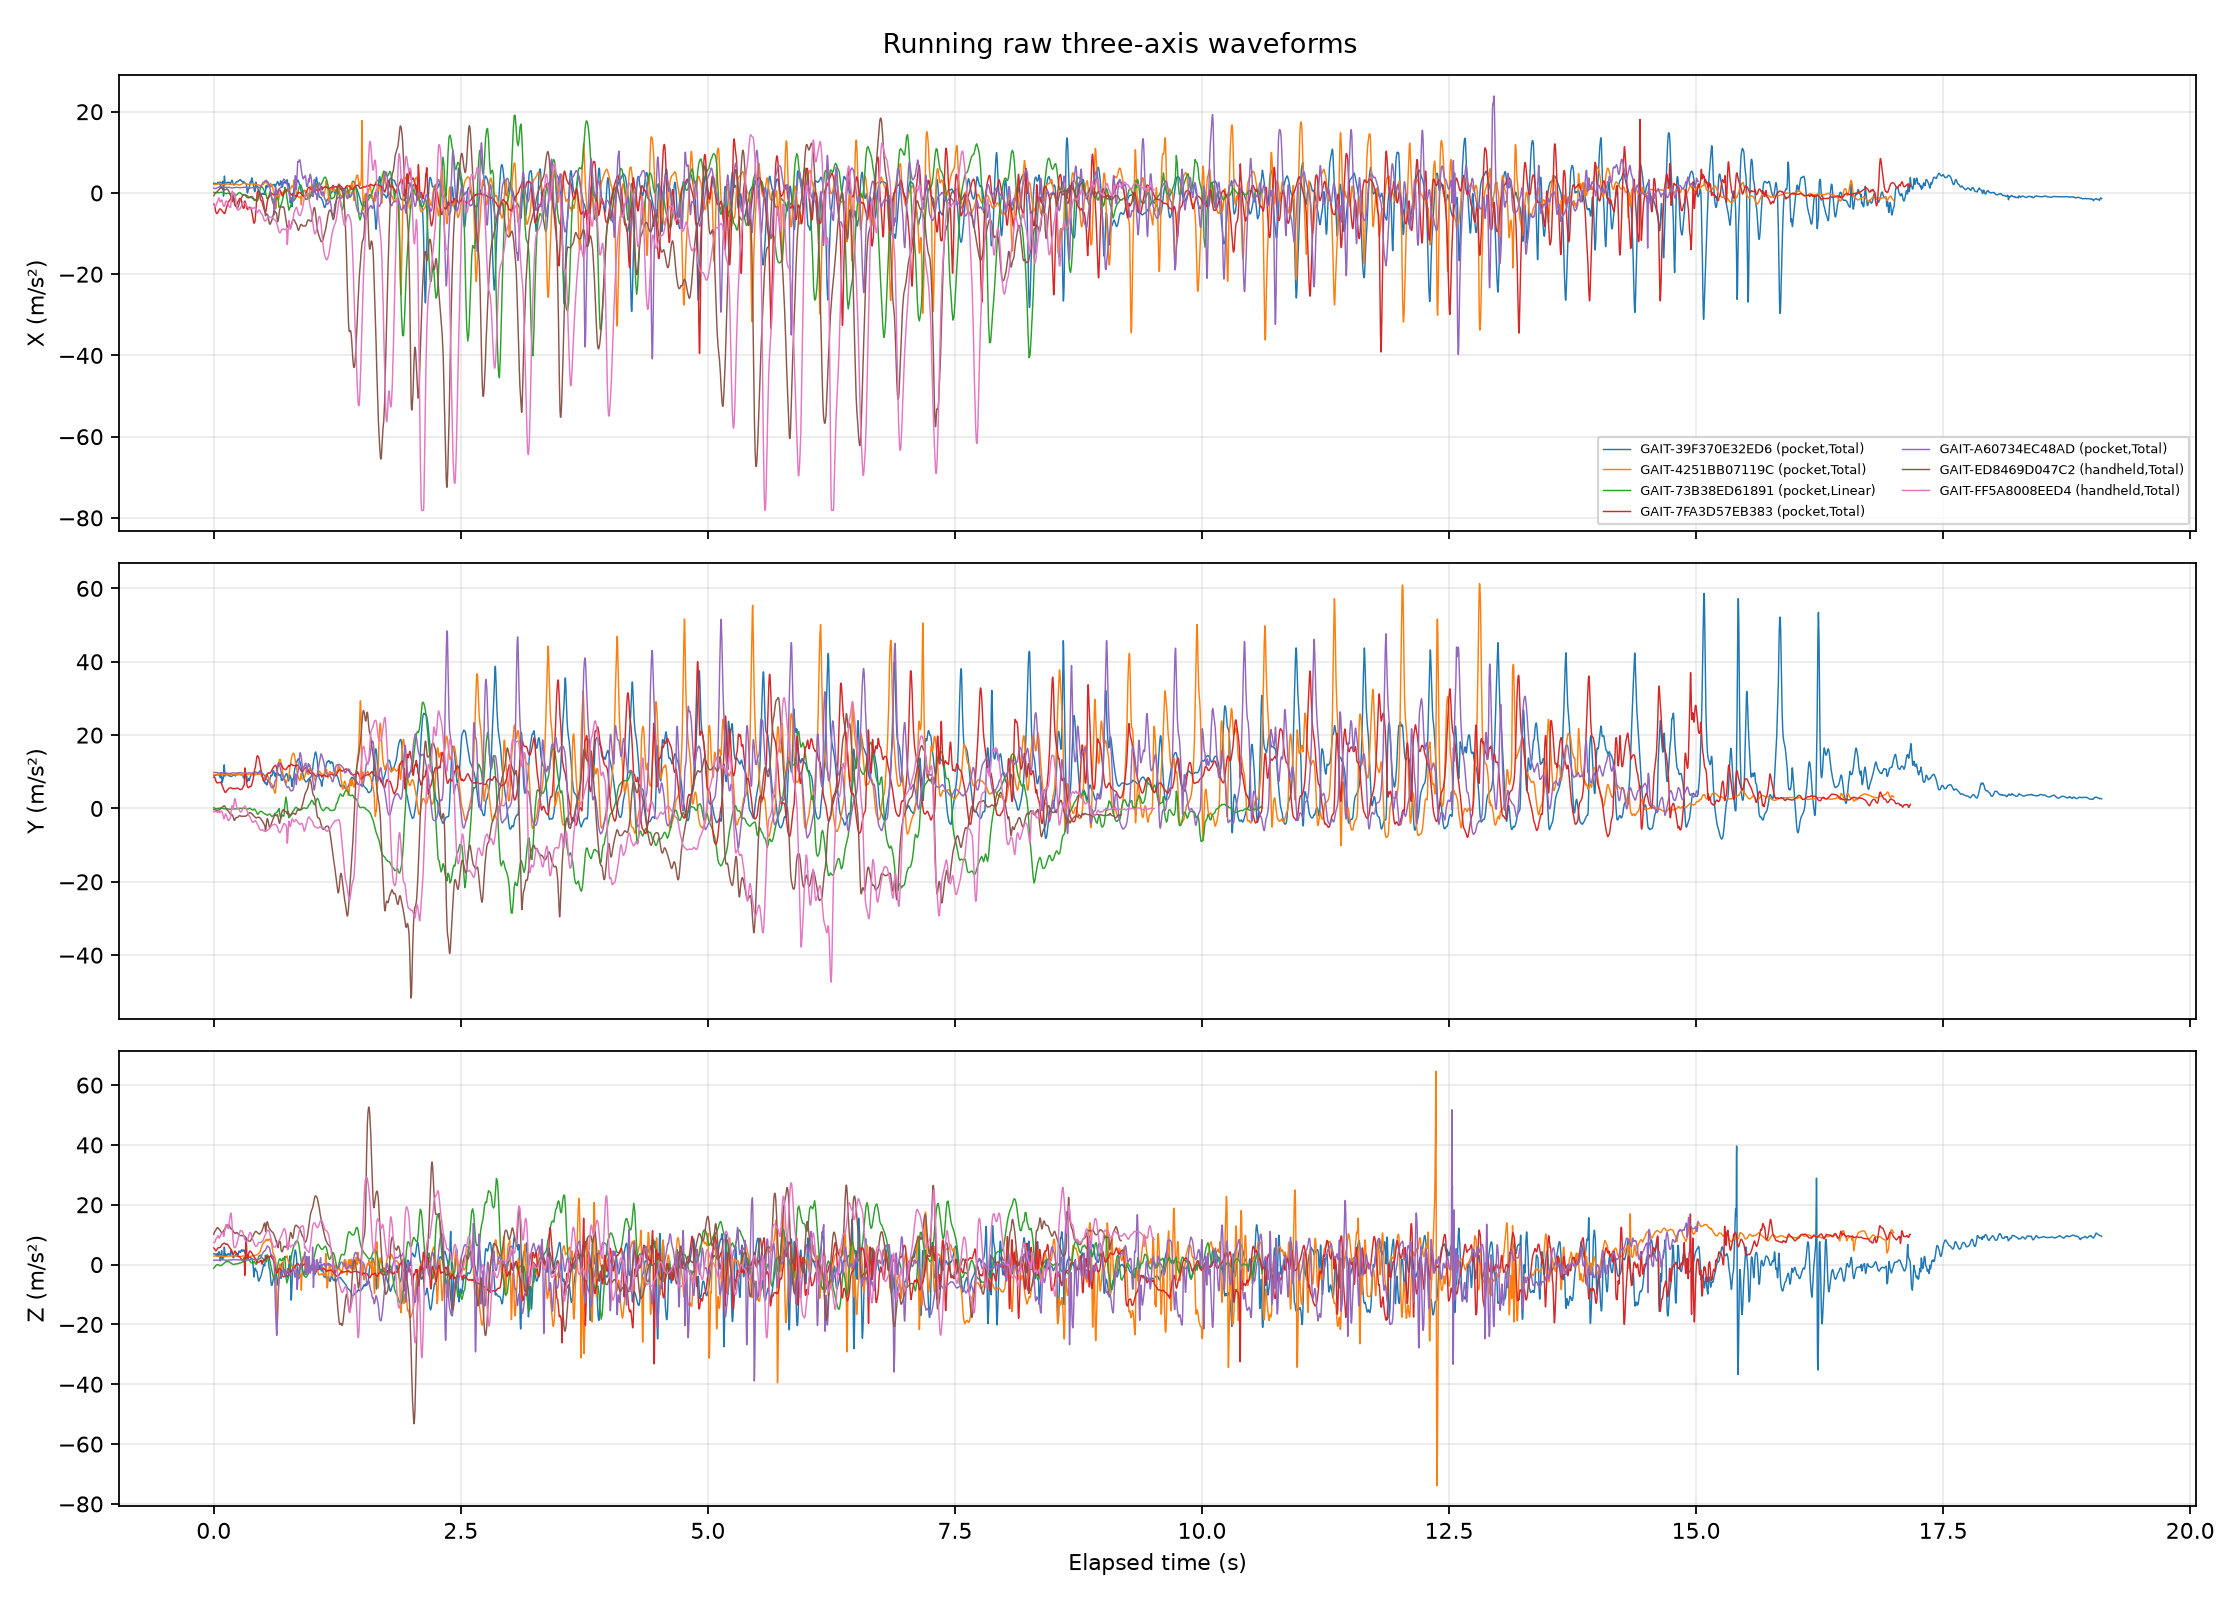 Running raw three-axis waveforms
X (m/s²)
20
0
−20
−40
−60
−80
GAIT-39F370E32ED6 (pocket,Total)
GAIT-4251BB07119C (pocket,Total)
GAIT-73B38ED61891 (pocket,Linear)
GAIT-7FA3D57EB383 (pocket,Total)
GAIT-A60734EC48AD (pocket,Total)
GAIT-ED8469D047C2 (handheld,Total)
GAIT-FF5A8008EED4 (handheld,Total)
Y (m/s²)
60
40
20
0
−20
−40
Z (m/s²)
60
40
20
0
−20
−40
−60
−80
0.0 2.5 5.0 7.5 10.0 12.5 15.0 17.5 20.0
Elapsed time (s)